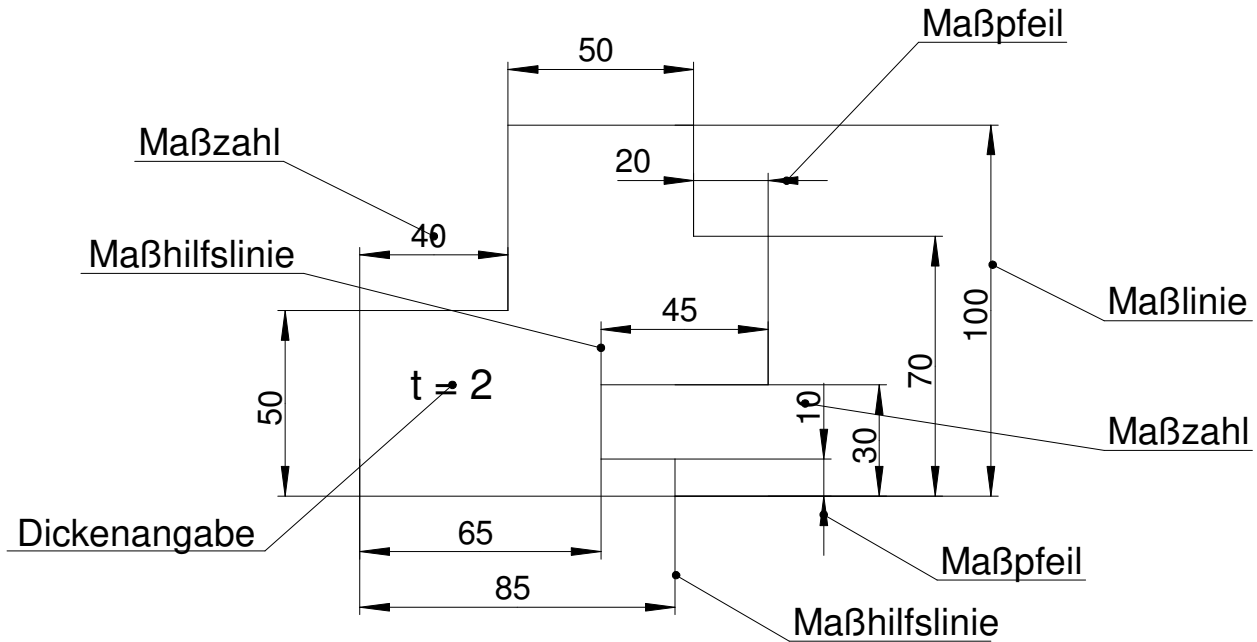 Maßpfeil
50
Maßzahl
20
40
Maßhilfslinie
45
100
Maßlinie
70
t = 2
50
10
30
Maßzahl
Dickenangabe
65
Maßpfeil
85
Maßhilfslinie